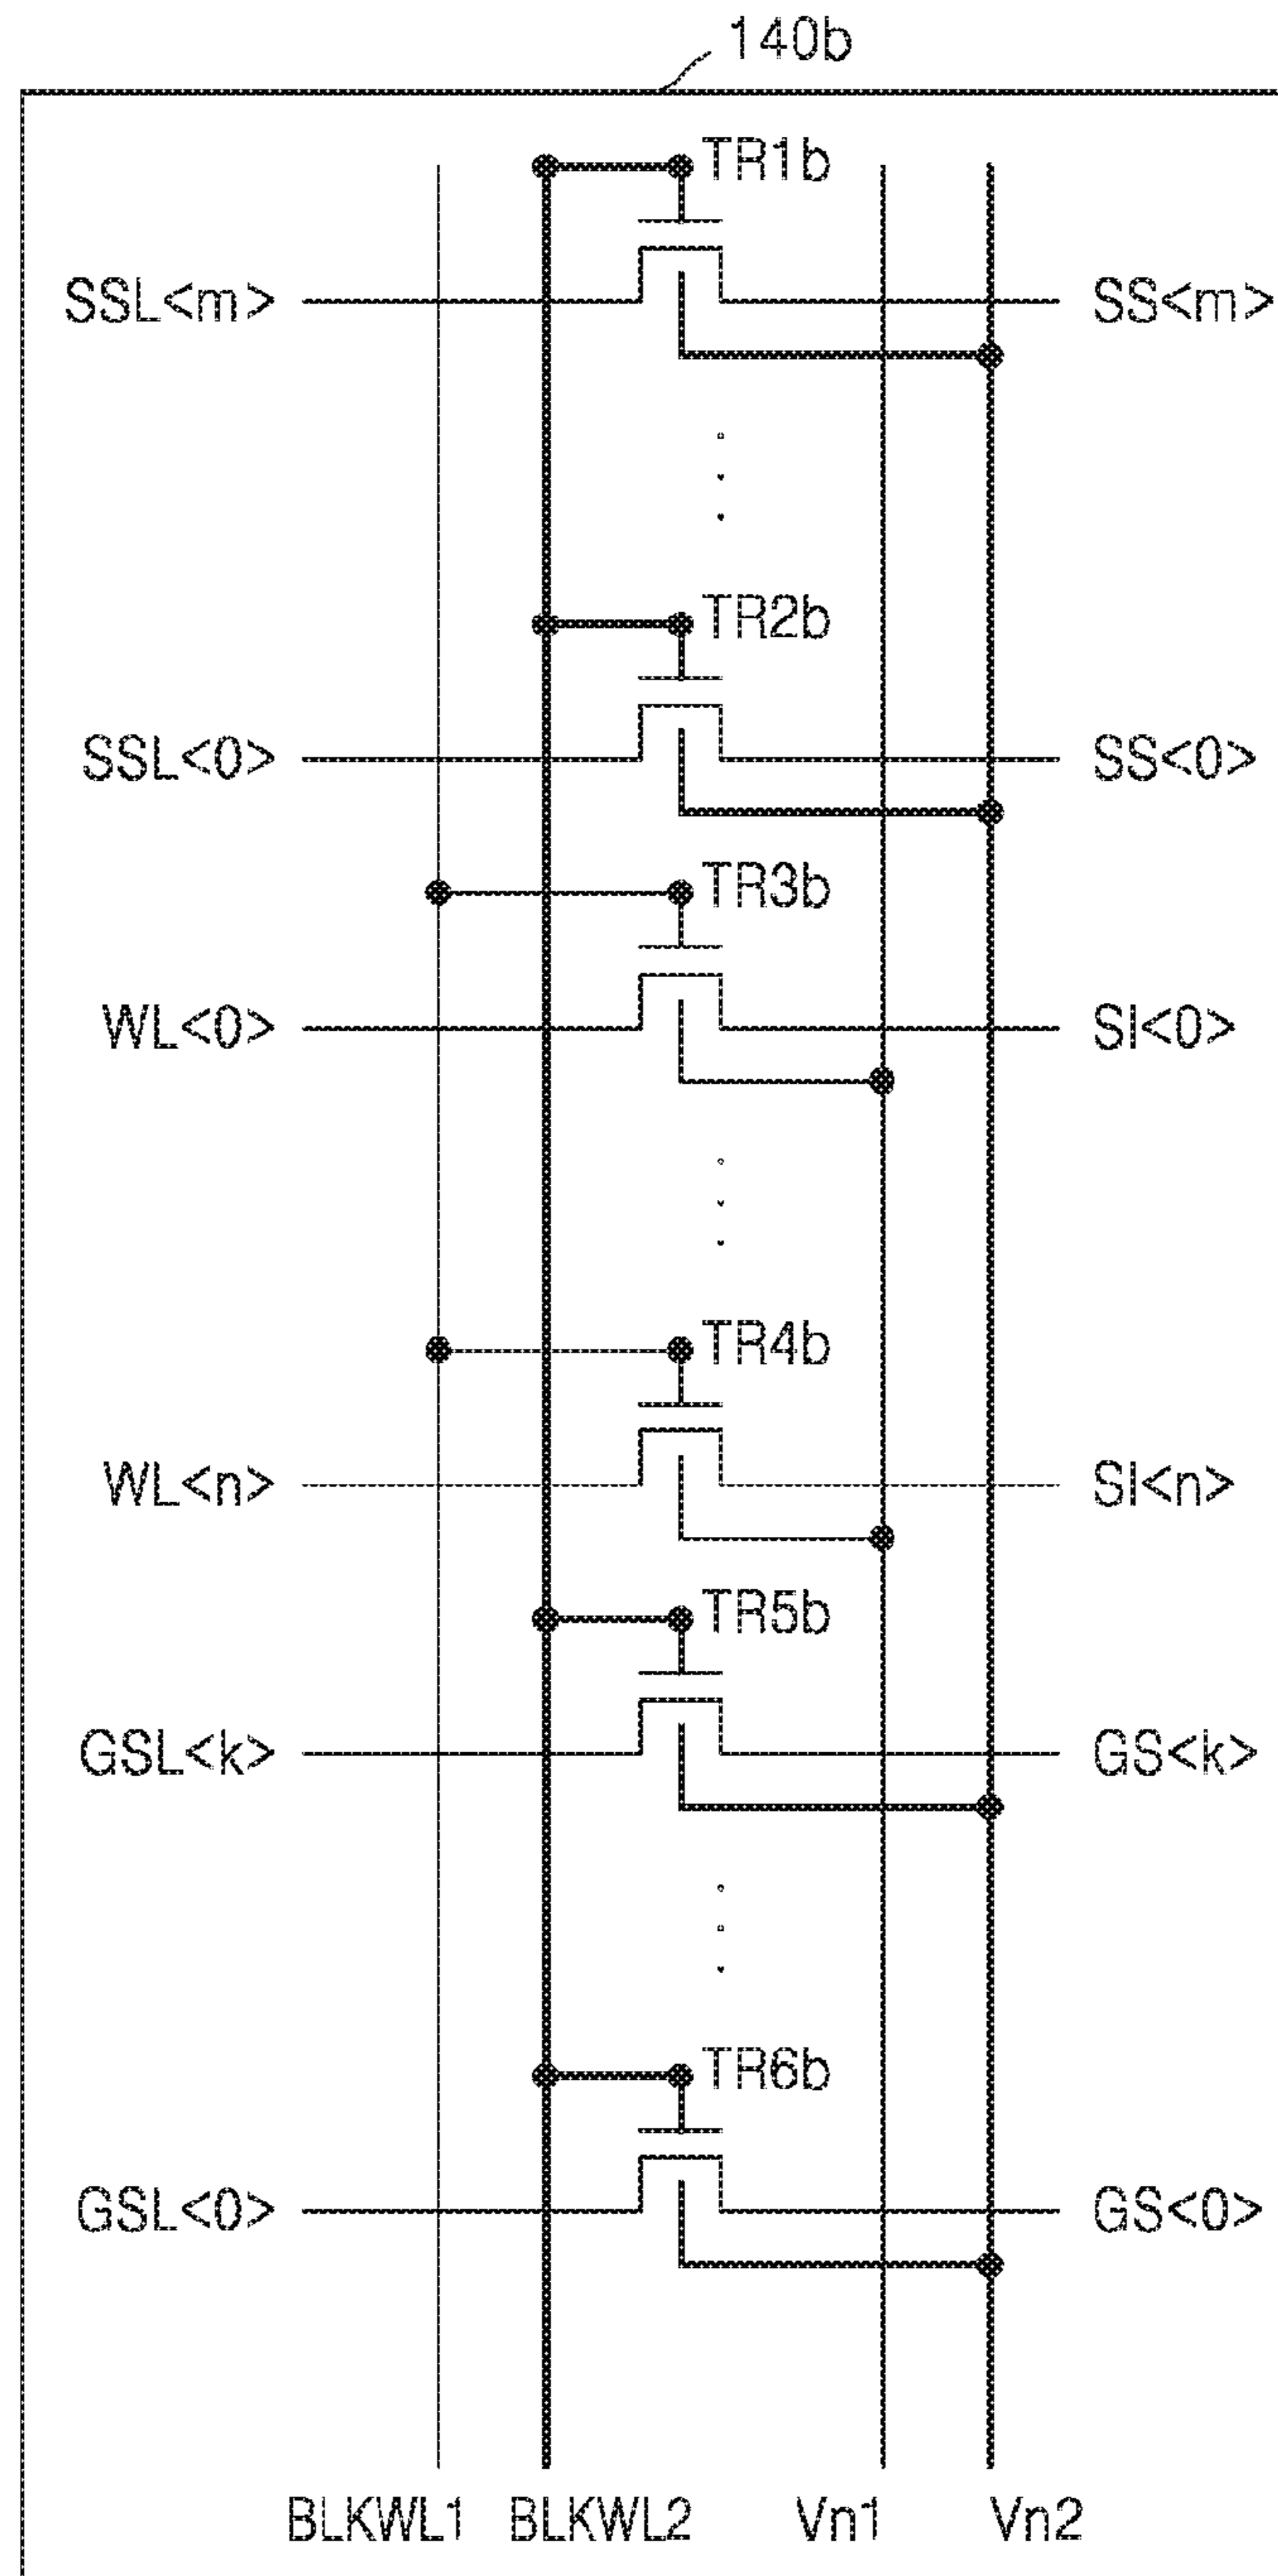 140b
TR1b
SSL<m> SS<m>
TR2b
SSL<0> SS<0>
TR3b
WL<0> SI<0>
TR4b
WL<n> SI<n>
TR5b
GSL<k> GS<k>
TR6b
GSL<0> GS<0>
BLKWL1 BLKWL2 Vn1 Vn2